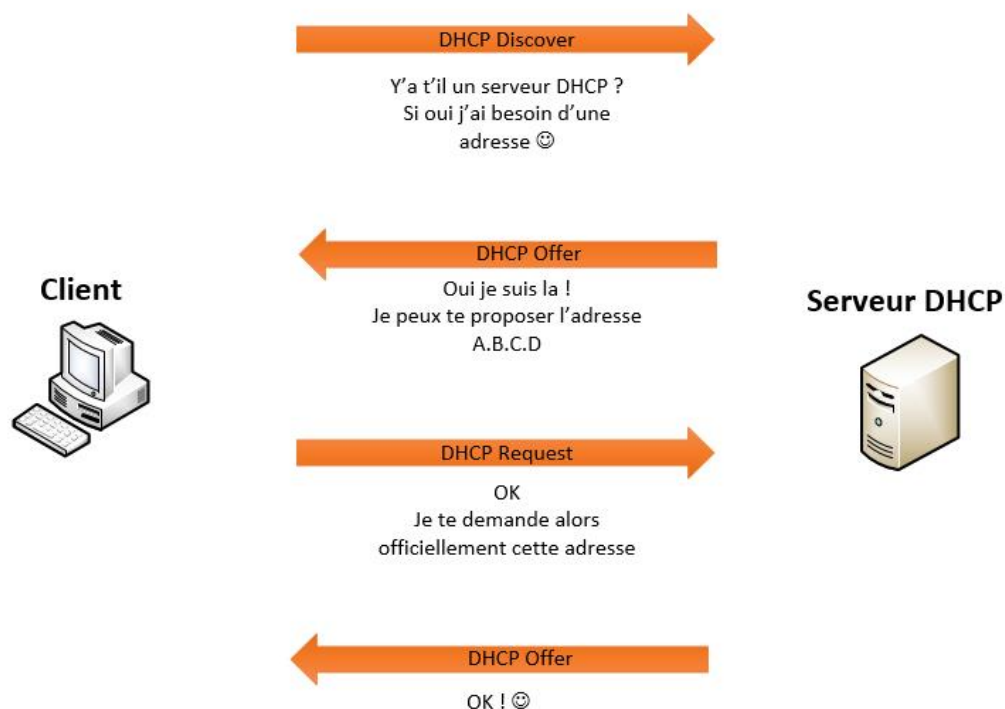 DHCP Discover
Y'a t'il un serveur DHCP ?
Si oui j'ai besoin d'une
adresse ☺
DHCP Offer
Oui je suis la !
Je peux te proposer l'adresse
A.B.C.D
Client
Serveur DHCP
DHCP Request
OK
Je te demande alors
officiellement cette adresse
DHCP Offer
OK ! ☺